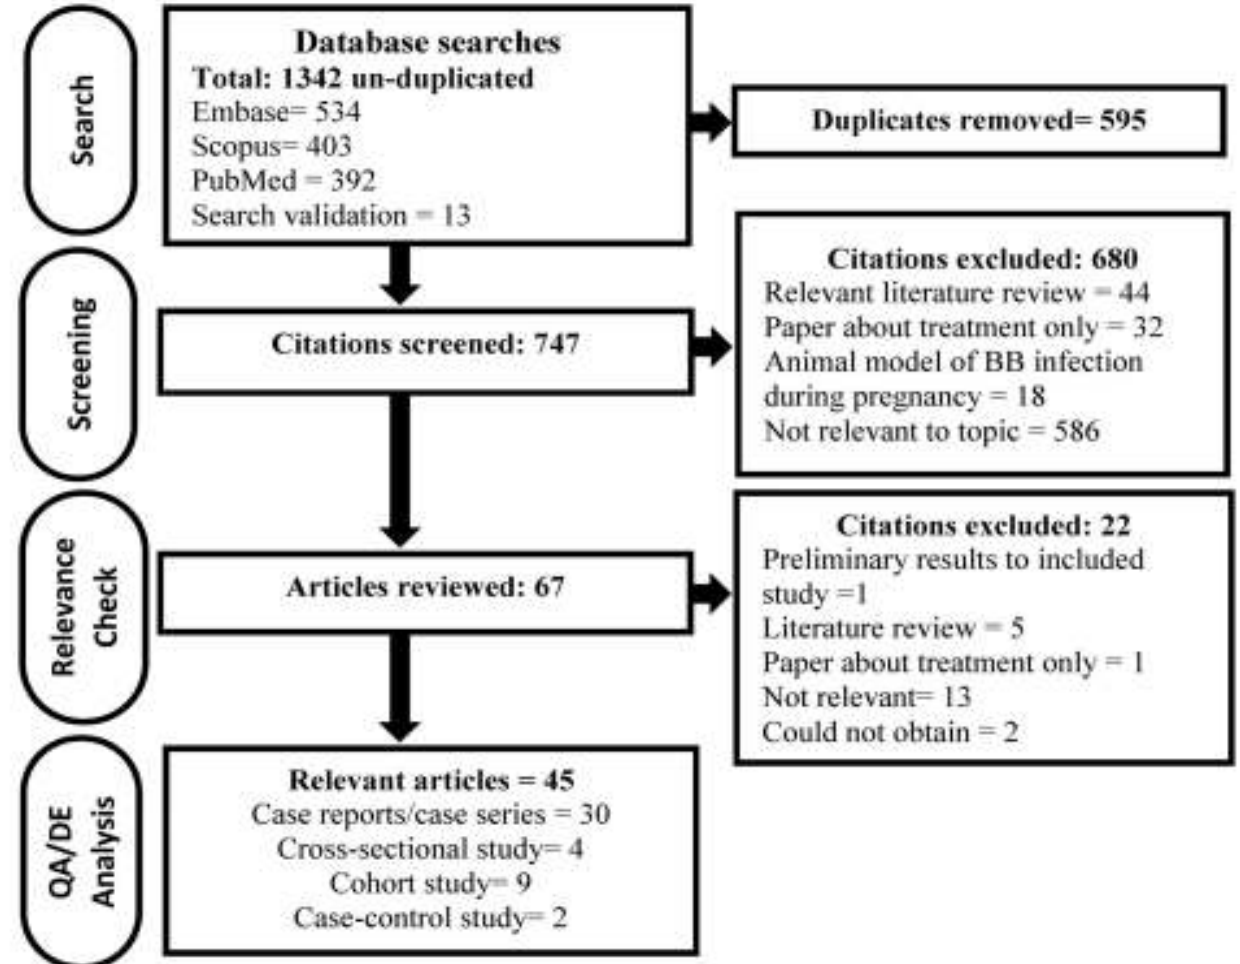 Search
Database searches
Total: 1342 un-duplicated
Embase= 534
Scopus= 403
PubMed = 392
Search validation = 13
Duplicates removed= 595
Screening
Citations screened: 747
Citations excluded: 680
Relevant literature review = 44
Paper about treatment only = 32
Animal model of BB infection
during pregnancy = 18
Not relevant to topic = 586
Relevance
Check
Articles reviewed: 67
Citations excluded: 22
Preliminary results to included
study =1
Literature review = 5
Paper about treatment only = 1
Not relevant= 13
Could not obtain = 2
QA/DE
Analysis
Relevant articles = 45
Case reports/case series = 30
Cross-sectional study= 4
Cohort study= 9
Case-control study= 2